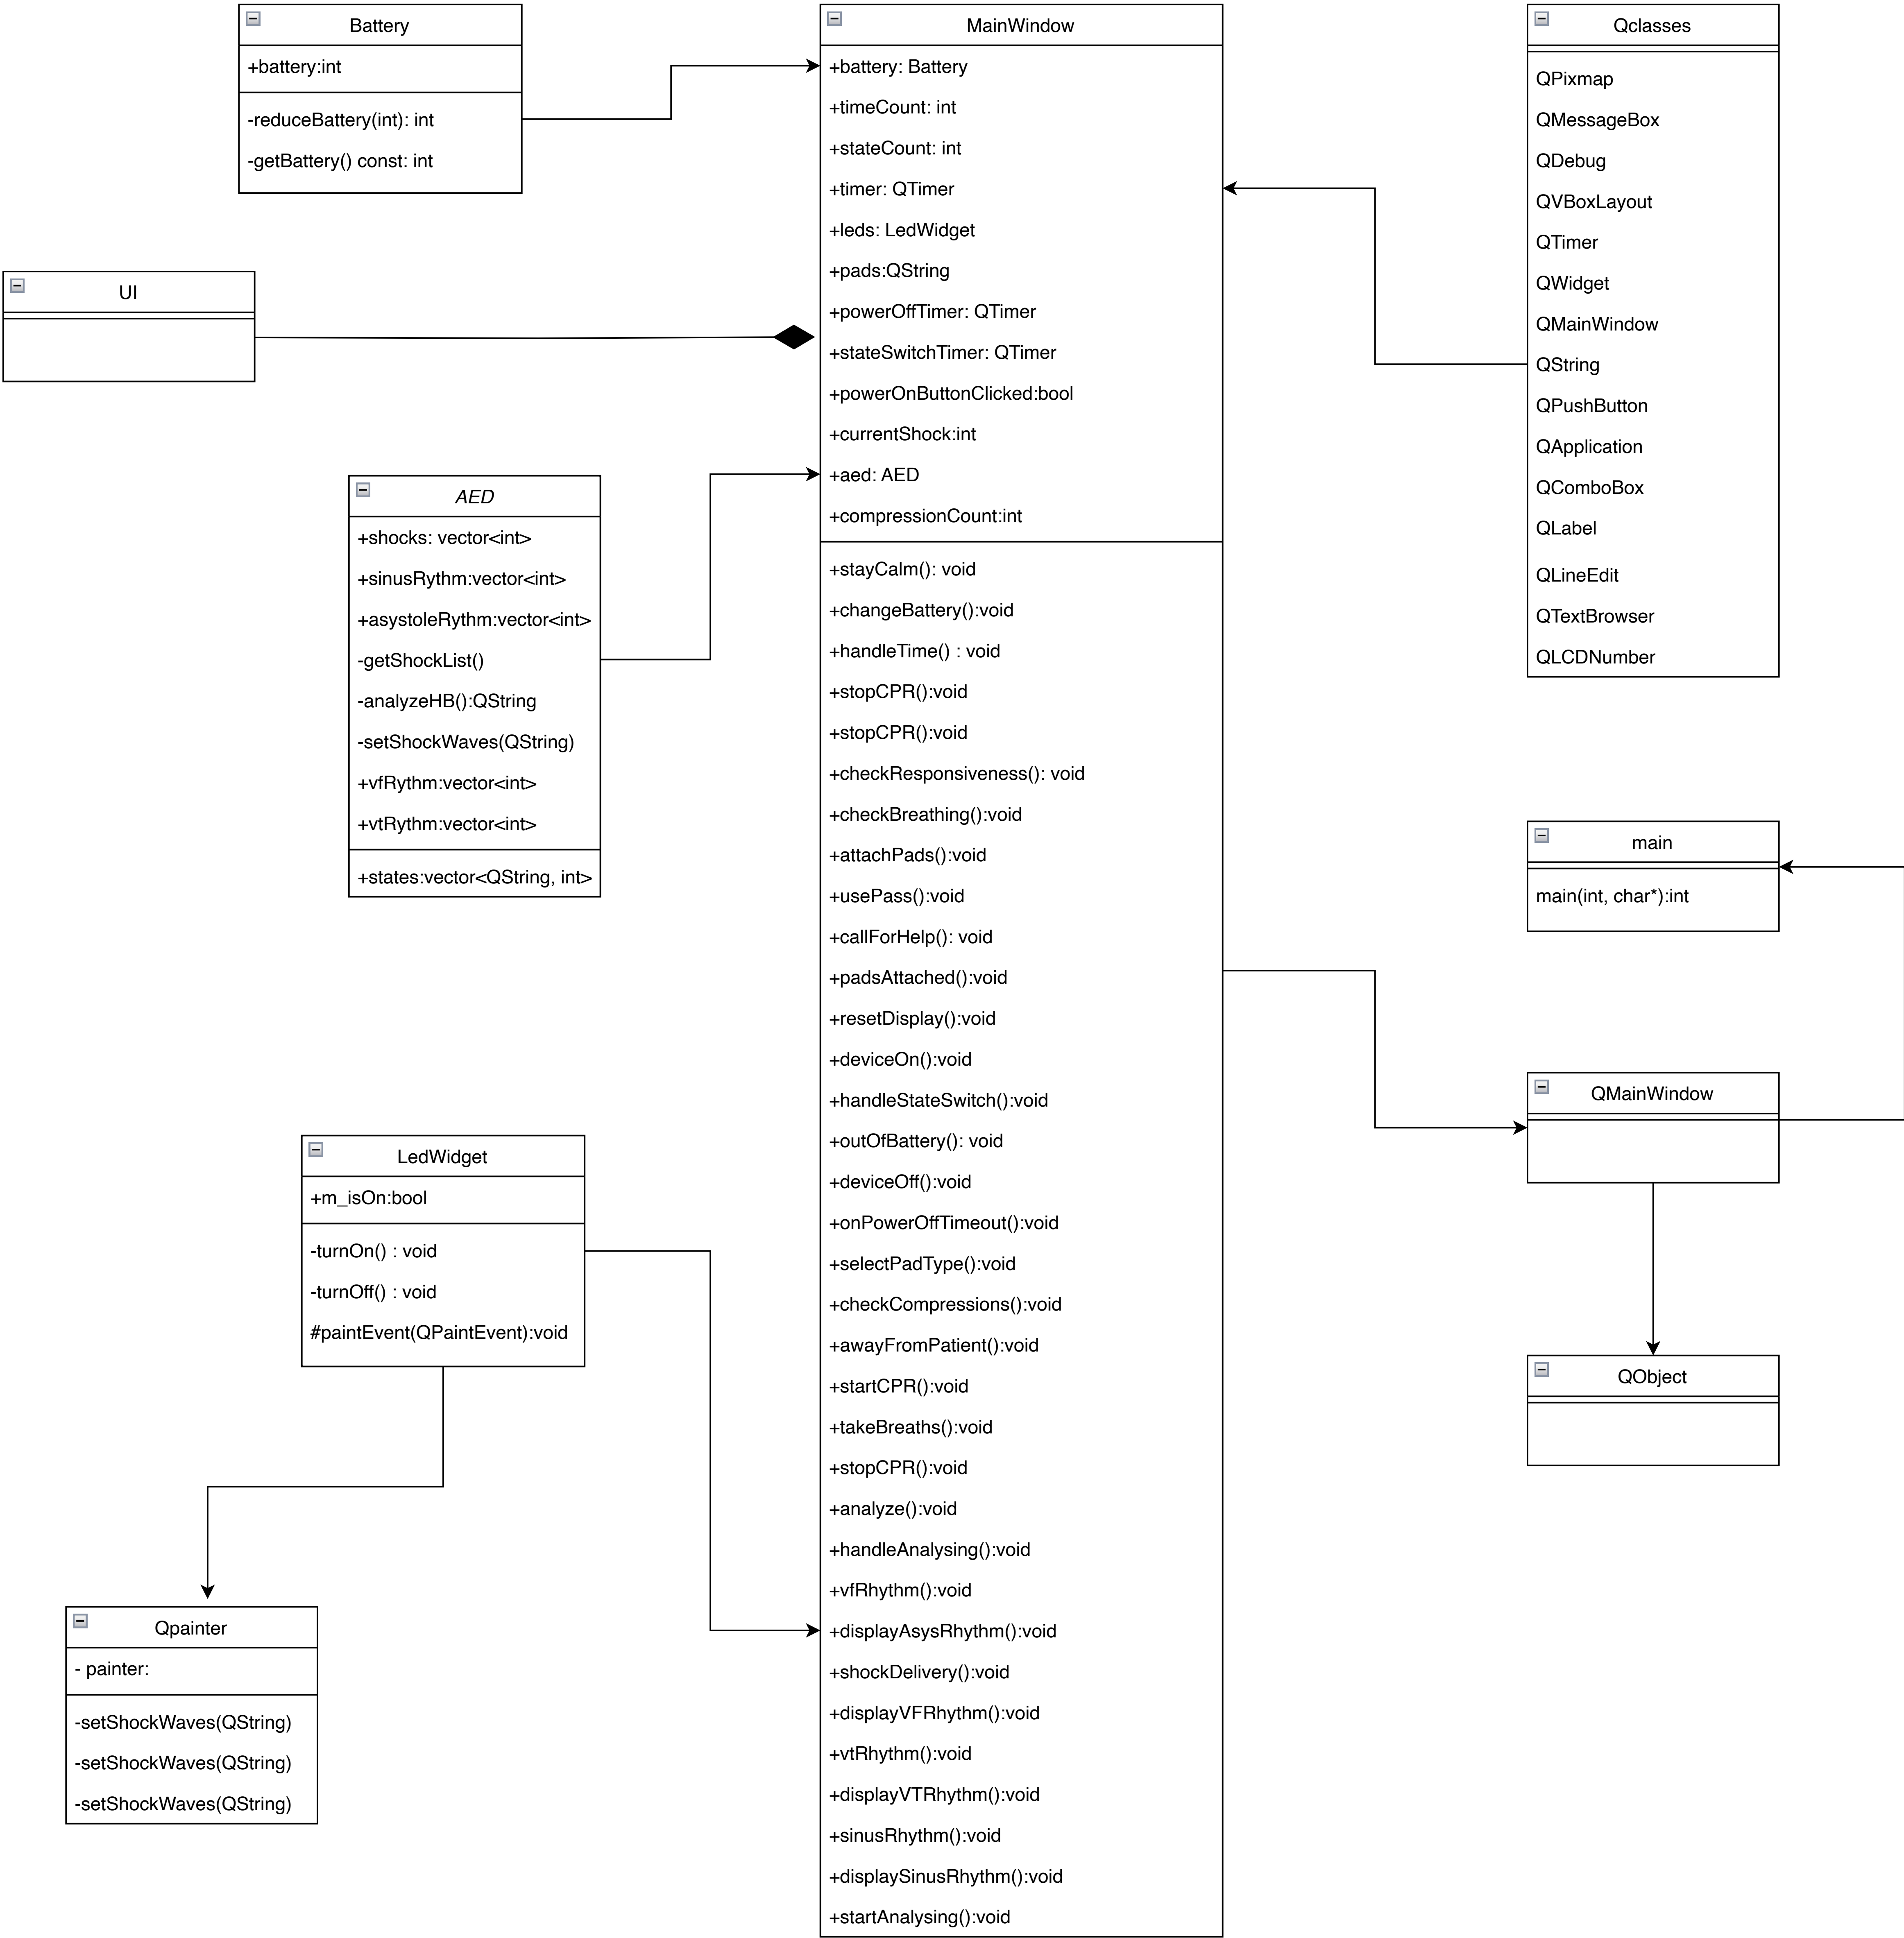 Battery
+battery:int
-reduceBattery(int): int
-getBattery() const: int
UI
AED
+shocks: vector<int>
+sinusRythm:vector<int>
+asystoleRythm:vector<int>
-getShockList()
-analyzeHB():QString
-setShockWaves(QString)
+vfRythm:vector<int>
+vtRythm:vector<int>
+states:vector<QString, int>
LedWidget
+m_isOn:bool
-turnOn() : void
-turnOff() : void
#paintEvent(QPaintEvent):void
Qpainter
- painter:
-setShockWaves(QString)
-setShockWaves(QString)
-setShockWaves(QString)
MainWindow
+battery: Battery
+timeCount: int
+stateCount: int
+timer: QTimer
+leds: LedWidget
+pads:QString
+powerOffTimer: QTimer
+stateSwitchTimer: QTimer
+powerOnButtonClicked:bool
+currentShock:int
+aed: AED
+compressionCount:int
+stayCalm(): void
+changeBattery():void
+handleTime() : void
+stopCPR():void
+stopCPR():void
+checkResponsiveness(): void
+checkBreathing():void
+attachPads():void
+usePass():void
+callForHelp(): void
+padsAttached():void
+resetDisplay():void
+deviceOn():void
+handleStateSwitch():void
+outOfBattery(): void
+deviceOff():void
+onPowerOffTimeout():void
+selectPadType():void
+checkCompressions():void
+awayFromPatient():void
+startCPR():void
+takeBreaths():void
+stopCPR():void
+analyze():void
+handleAnalysing():void
+vfRhythm():void
+displayAsysRhythm():void
+shockDelivery():void
+displayVFRhythm():void
+vtRhythm():void
+displayVTRhythm():void
+sinusRhythm():void
+displaySinusRhythm():void
+startAnalysing():void
Qclasses
QPixmap
QMessageBox
QDebug
QVBoxLayout
QTimer
QWidget
QMainWindow
QString
QPushButton
QApplication
QComboBox
QLabel
QLineEdit
QTextBrowser
QLCDNumber
main
main(int, char*):int
QMainWindow
QObject